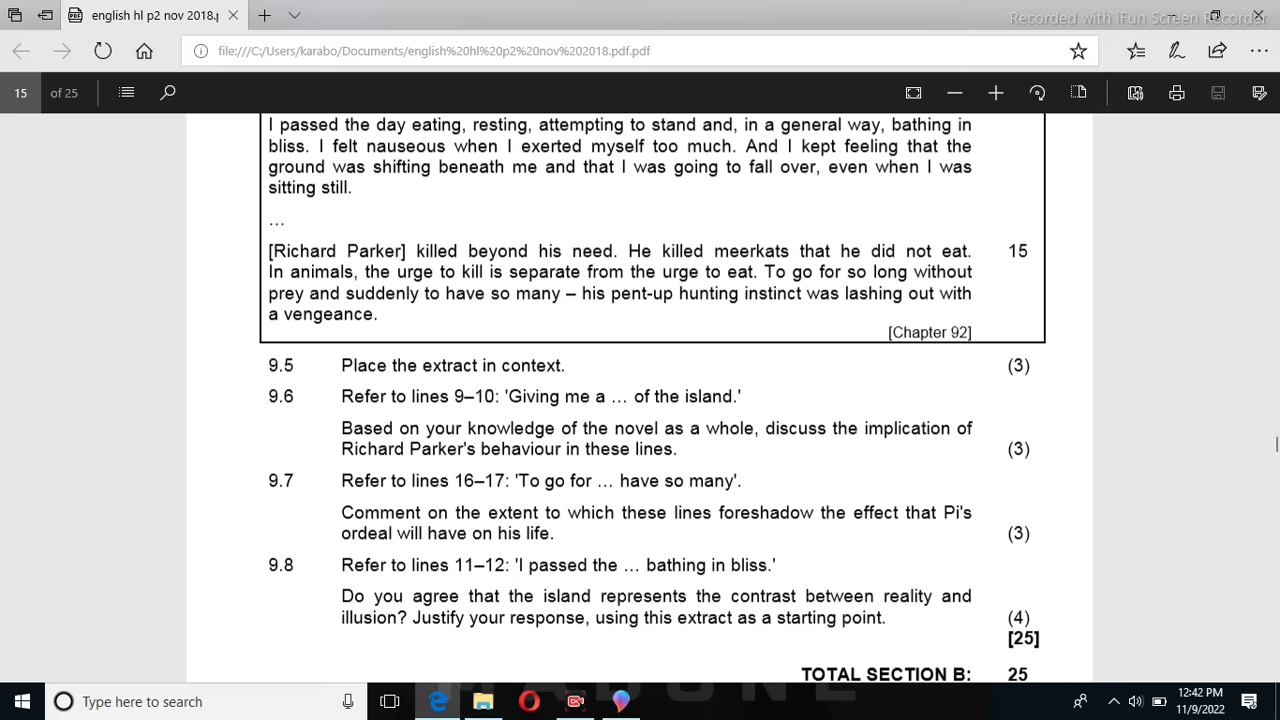 english hl p2 nov 2018.p
Recorded with iFun Screen Recorder
file:///C:/Users/karabo/Documents/english%20hl%20p2%20nov%202018.pdf.pdf
15 of 25
I passed the day eating, resting, attempting to stand and, in a general way, bathing in
bliss. I felt nauseous when I exerted myself too much. And I kept feeling that the
ground was shifting beneath me and that I was going to fall over, even when I was
sitting still.
...
[Richard Parker] killed beyond his need. He killed meerkats that he did not eat. 15
In animals, the urge to kill is separate from the urge to eat. To go for so long without
prey and suddenly to have so many – his pent-up hunting instinct was lashing out with
a vengeance.
[Chapter 92]
9.5 Place the extract in context. (3)
9.6 Refer to lines 9–10: 'Giving me a ... of the island.'
Based on your knowledge of the novel as a whole, discuss the implication of
Richard Parker's behaviour in these lines. (3)
9.7 Refer to lines 16–17: 'To go for ... have so many'.
Comment on the extent to which these lines foreshadow the effect that Pi's
ordeal will have on his life. (3)
9.8 Refer to lines 11–12: 'I passed the ... bathing in bliss.'
Do you agree that the island represents the contrast between reality and
illusion? Justify your response, using this extract as a starting point. (4)
[25]
TOTAL SECTION B: 25
Type here to search
12:42 PM
11/9/2022